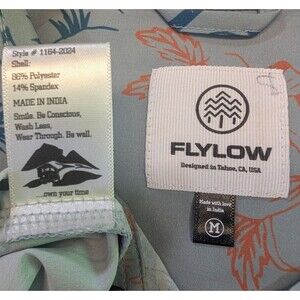 Style # 1164-2024
Shell:
86% Polyester
14% Spandex
MADE IN INDIA
Smile. Be Conscious.
Wash Less,
Wear Through. Be well.
...own your time
FLYLOW
Designed in Tahoe, CA, USA
Made with love
in India
M